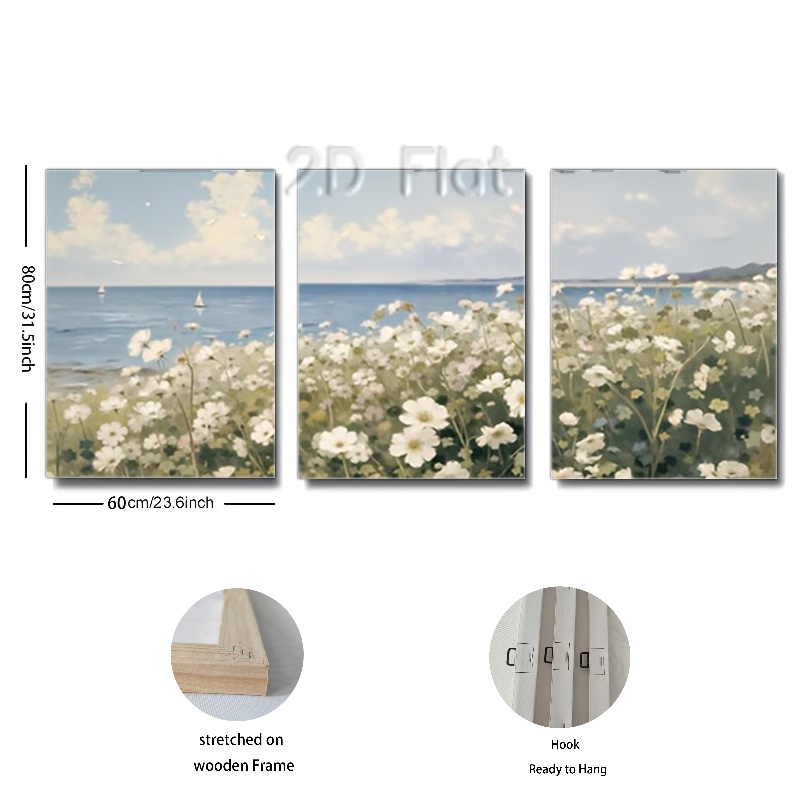 2D Flat
80cm/31.5inch
60cm/23.6inch
stretched on
wooden Frame
Hook
Ready to Hang